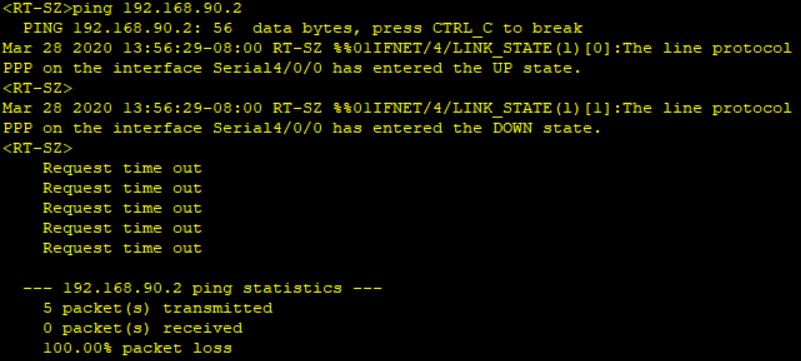 <RT-SZ>ping 192.168.90.2
PING 192.168.90.2: 56  data bytes, press CTRL_C to break
Mar 28 2020 13:56:29-08:00 RT-SZ %%01IFNET/4/LINK_STATE(l)[0]:The line protocol
PPP on the interface Serial4/0/0 has entered the UP state.
<RT-SZ>
Mar 28 2020 13:56:29-08:00 RT-SZ %%01IFNET/4/LINK_STATE(l)[1]:The line protocol
PPP on the interface Serial4/0/0 has entered the DOWN state.
<RT-SZ>
Request time out
Request time out
Request time out
Request time out
Request time out
--- 192.168.90.2 ping statistics ---
5 packet(s) transmitted
0 packet(s) received
100.00% packet loss